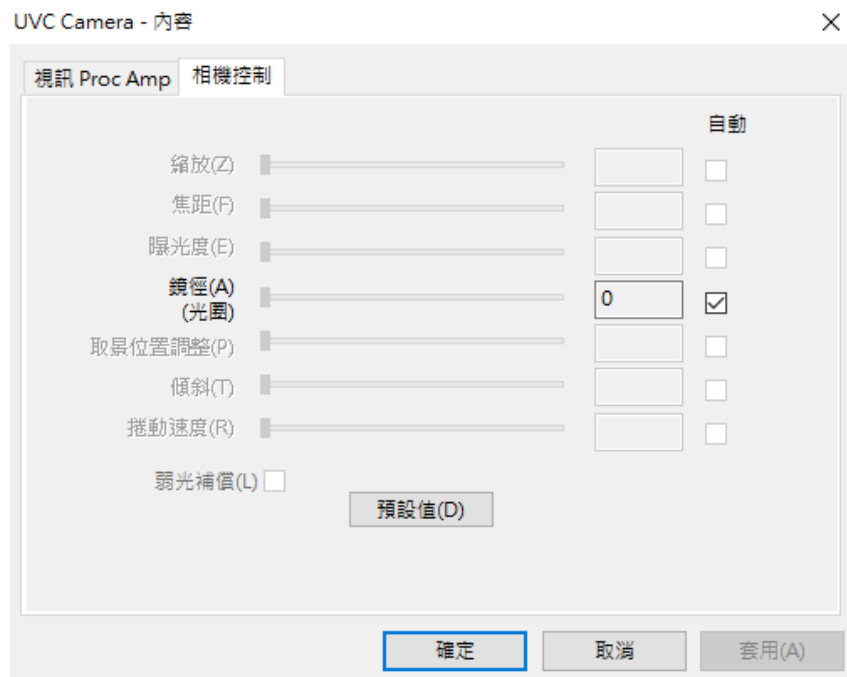 UVC Camera - 內容
視訊 Proc Amp
相機控制
自動
縮放(Z)
焦距(F)
曝光度(E)
鏡徑(A)
(光圈)
0
取景位置調整(P)
傾斜(T)
捲動速度(R)
弱光補償(L)
預設值(D)
確定
取消
套用(A)